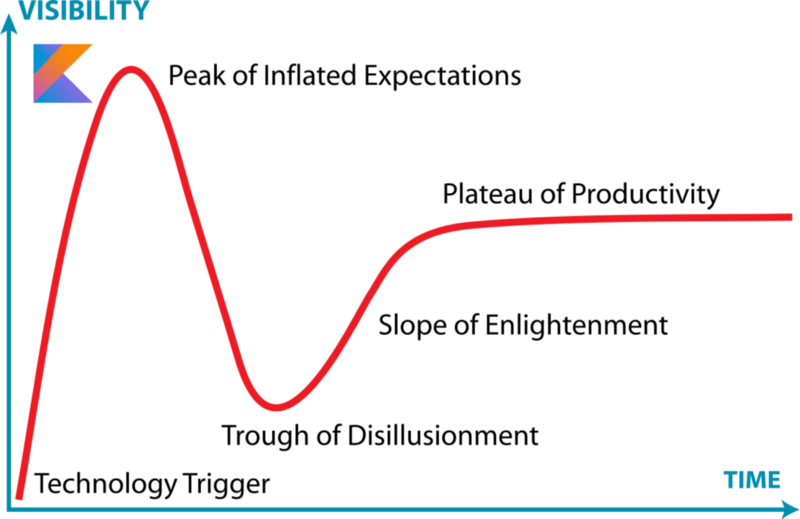 VISIBILITY
Peak of Inflated Expectations
Plateau of Productivity
Slope of Enlightenment
Trough of Disillusionment
Technology Trigger
TIME